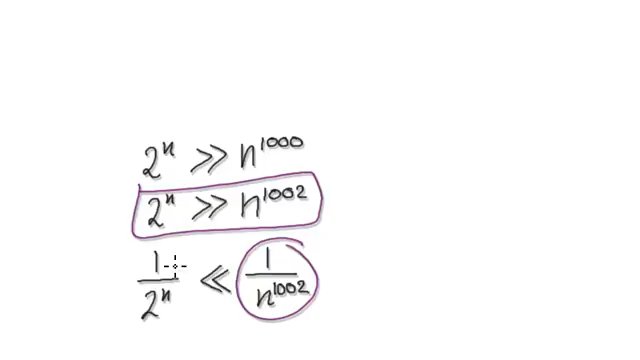 2ⁿ >> n¹⁰⁰⁰
2ⁿ >> n¹⁰⁰²
1/2ⁿ << 1/n¹⁰⁰²